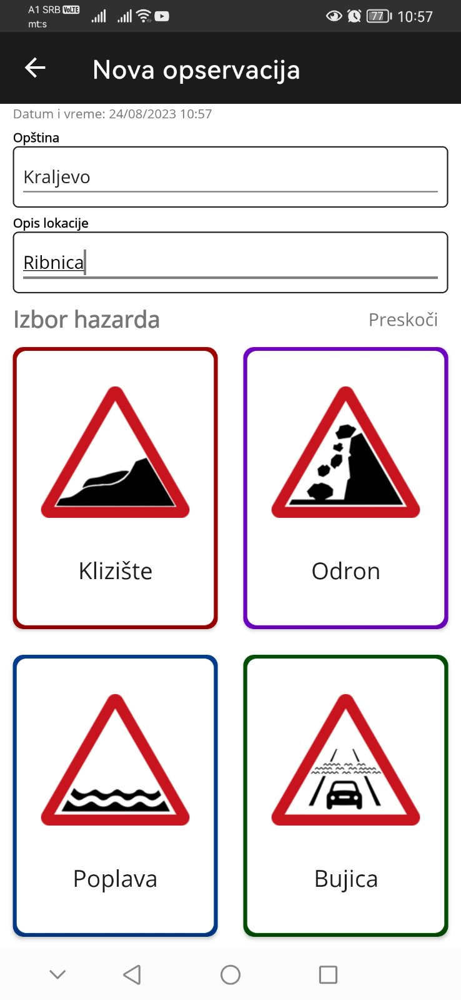 A1 SRB VoLTE
mt:s
77
10:57
Nova opservacija
Datum i vreme: 24/08/2023 10:57
Opština
Kraljevo
Opis lokacije
Ribnica
Izbor hazarda
Preskoči
Klizište
Odron
Poplava
Bujica